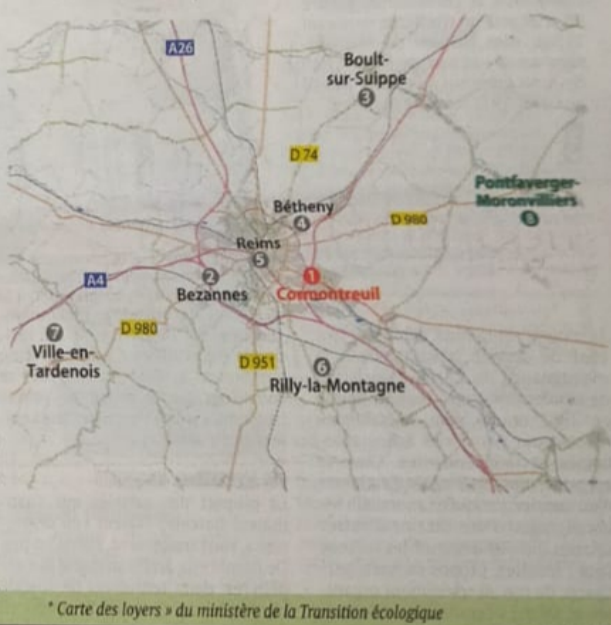 A26
Boult-
sur-Suippe
3
D 74
Pontfaverger-
Moronvilliers
8
Bétheny
4
D 980
Reims
5
1
Cormontreuil
2
Bezannes
A4
7
Ville-en-
Tardenois
D 980
D 951
6
Rilly-la-Montagne
* Carte des loyers » du ministère de la Transition écologique